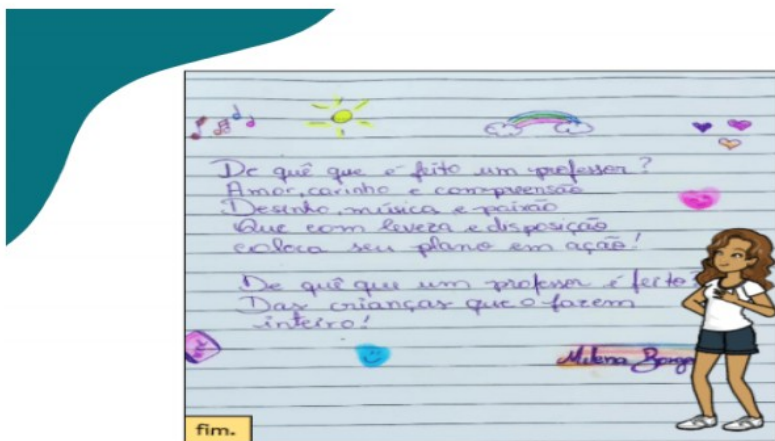 De quê que é feito um professor?
Amor, carinho e compreensão
Desenho, música e paixão
Que com leveza e disposição
coloca seu plano em ação!
De quê que um professor é feito?
Das crianças que o fazem
inteiro!
Milena
fim.